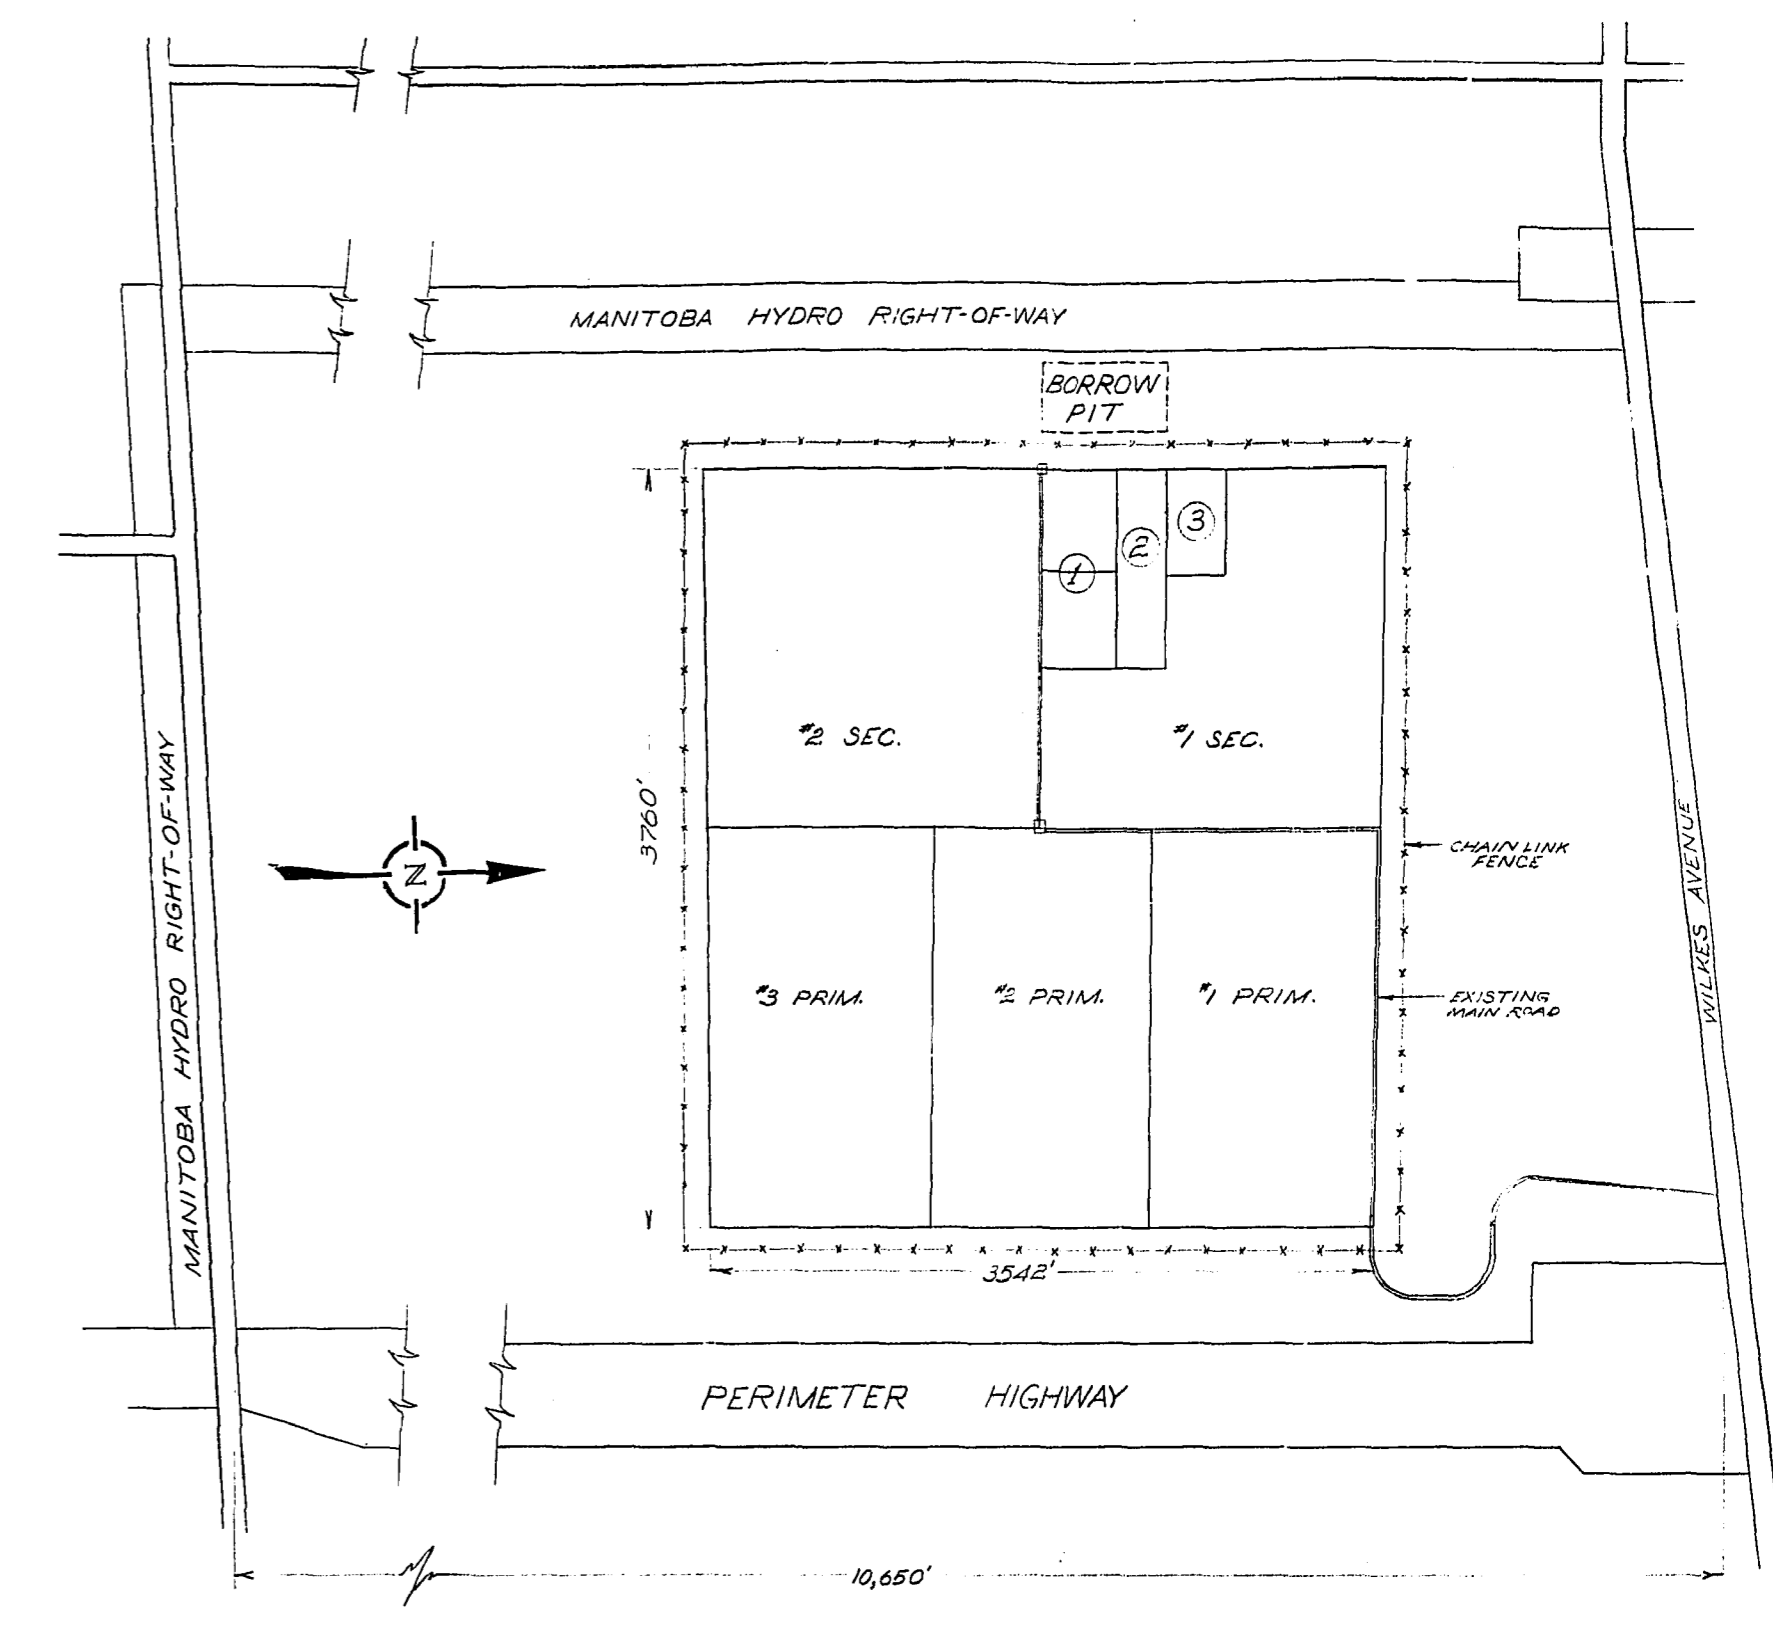 MANITOBA HYDRO RIGHT-OF-WAY
BORROW
PIT
1
2
3
#2 SEC.
#1 SEC.
3760'
MANITOBA HYDRO RIGHT-OF-WAY
N
CHAIN LINK
FENCE
WILKES AVENUE
#3 PRIM.
#2 PRIM.
#1 PRIM.
EXISTING
MAIN ROAD
3542'
PERIMETER HIGHWAY
10,650'